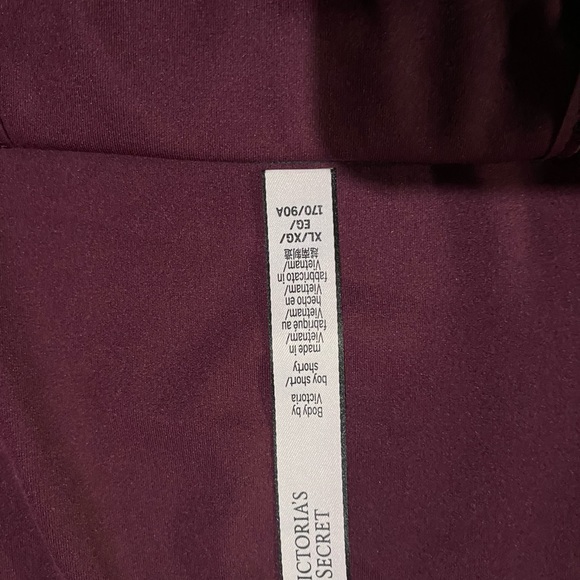 Body by
Victoria
boy short/
shorty
made in
Vietnam/
fabriqué au
Vietnam/
hecho en
Vietnam/
fabbricato in
Vietnam/
越南制造
XL/XG/
EG/
170/90A
ICTORIA'S
SECRET